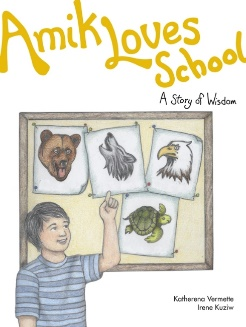 Amik Loves
School
A Story of Wisdom
Katherena Vermette
Irene Kuziw